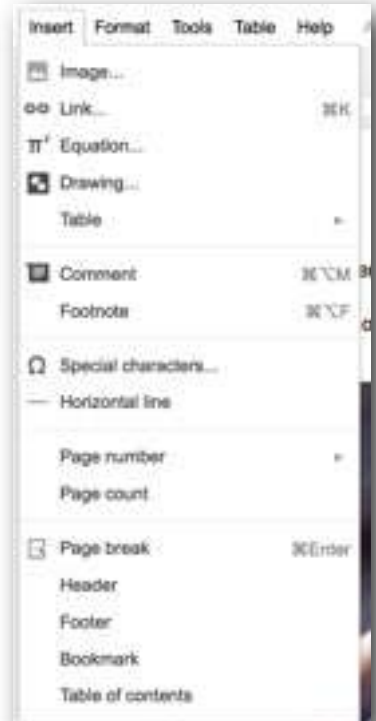 Insert Format Tools Table Help
Image...
Link... ⌘K
π² Equation...
Drawing...
Table ►
Comment ⌘⌥M
Footnote ⌘⌥F
Ω Special characters...
Horizontal line
Page number ►
Page count
Page break ⌘Enter
Header
Footer
Bookmark
Table of contents